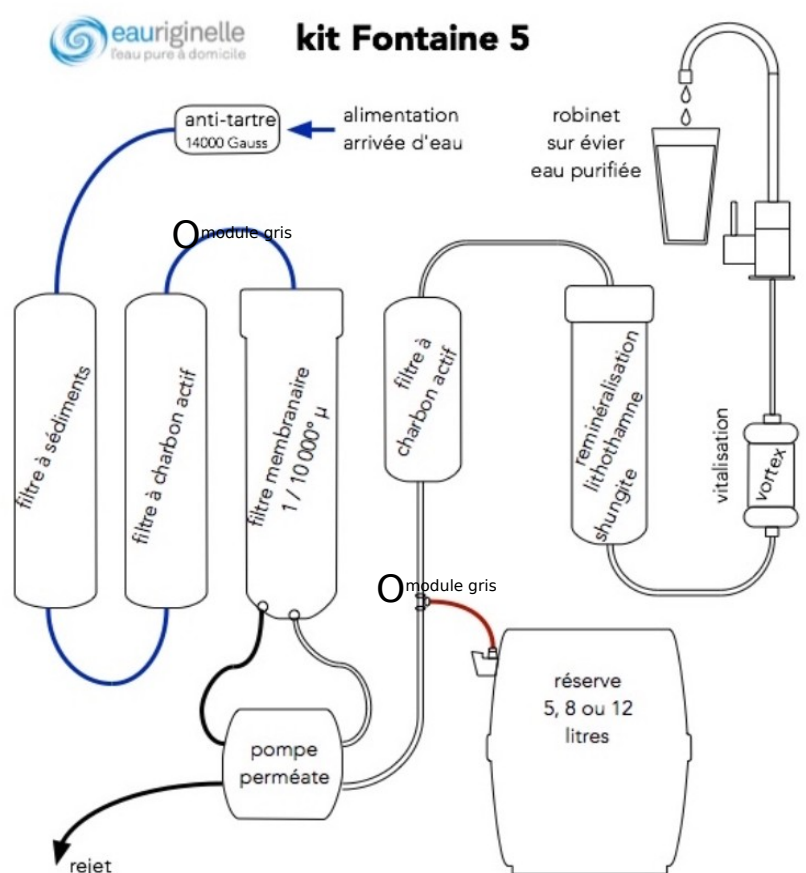 eauriginelle
l'eau pure à domicile
kit Fontaine 5
anti-tartre
14000 Gauss
alimentation
arrivée d'eau
robinet
sur évier
eau purifiée
O module gris
filtre à sédiments
filtre à charbon actif
filtre membranaire
1 / 10 000° µ
filtre à
charbon actif
reminéralisation
lithothamne
shungite
vitalisation
vortex
O module gris
réserve
5, 8 ou 12
litres
pompe
perméate
rejet